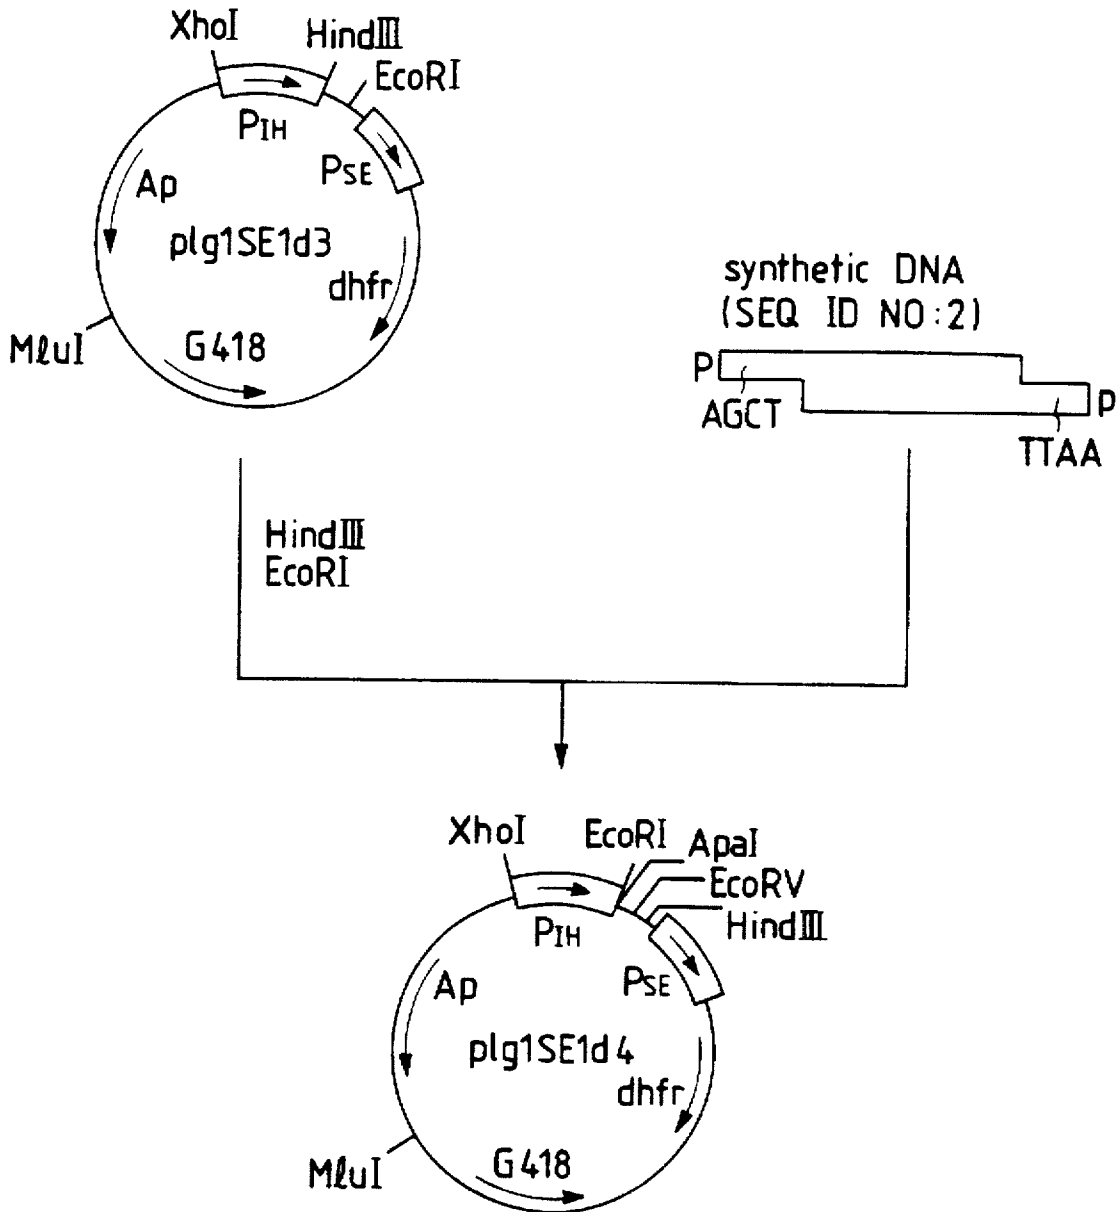 XhoI
HindIII
EcoRI
PIH
PSE
Ap
plg1SE1d3
dhfr
MluI
G418
synthetic DNA
(SEQ ID NO:2)
P
AGCT
P
TTAA
HindIII
EcoRI
XhoI
EcoRI
ApaI
EcoRV
HindIII
PIH
PSE
Ap
plg1SE1d4
dhfr
MluI
G418